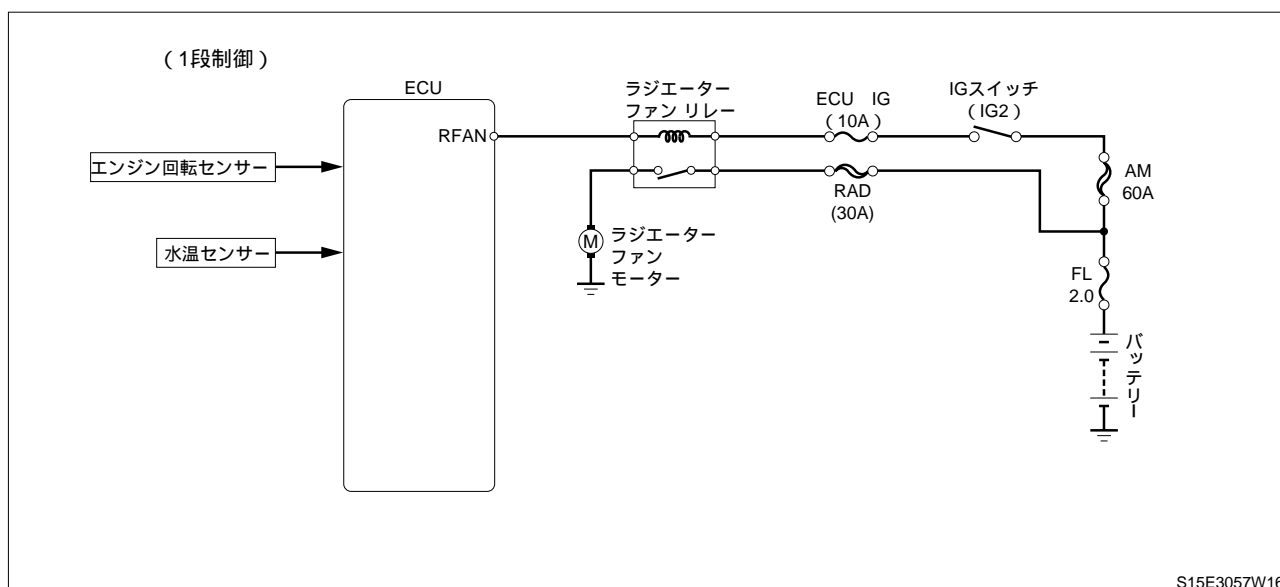 （1段制御）
ECU
RFAN
エンジン回転センサー
水温センサー
ラジエーター
ファン リレー
ECU IG
（10A）
IGスイッチ
（IG2）
RAD
(30A)
AM
60A
M
ラジエーター
ファン
モーター
FL
2.0
バッテリー
S15E3057W16